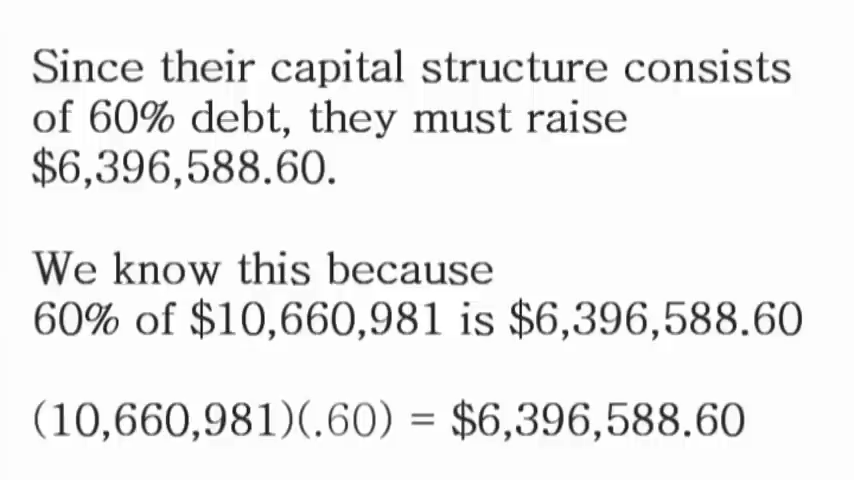 Since their capital structure consists
of 60% debt, they must raise
$6,396,588.60.
We know this because
60% of $10,660,981 is $6,396,588.60
(10,660,981)(.60) = $6,396,588.60